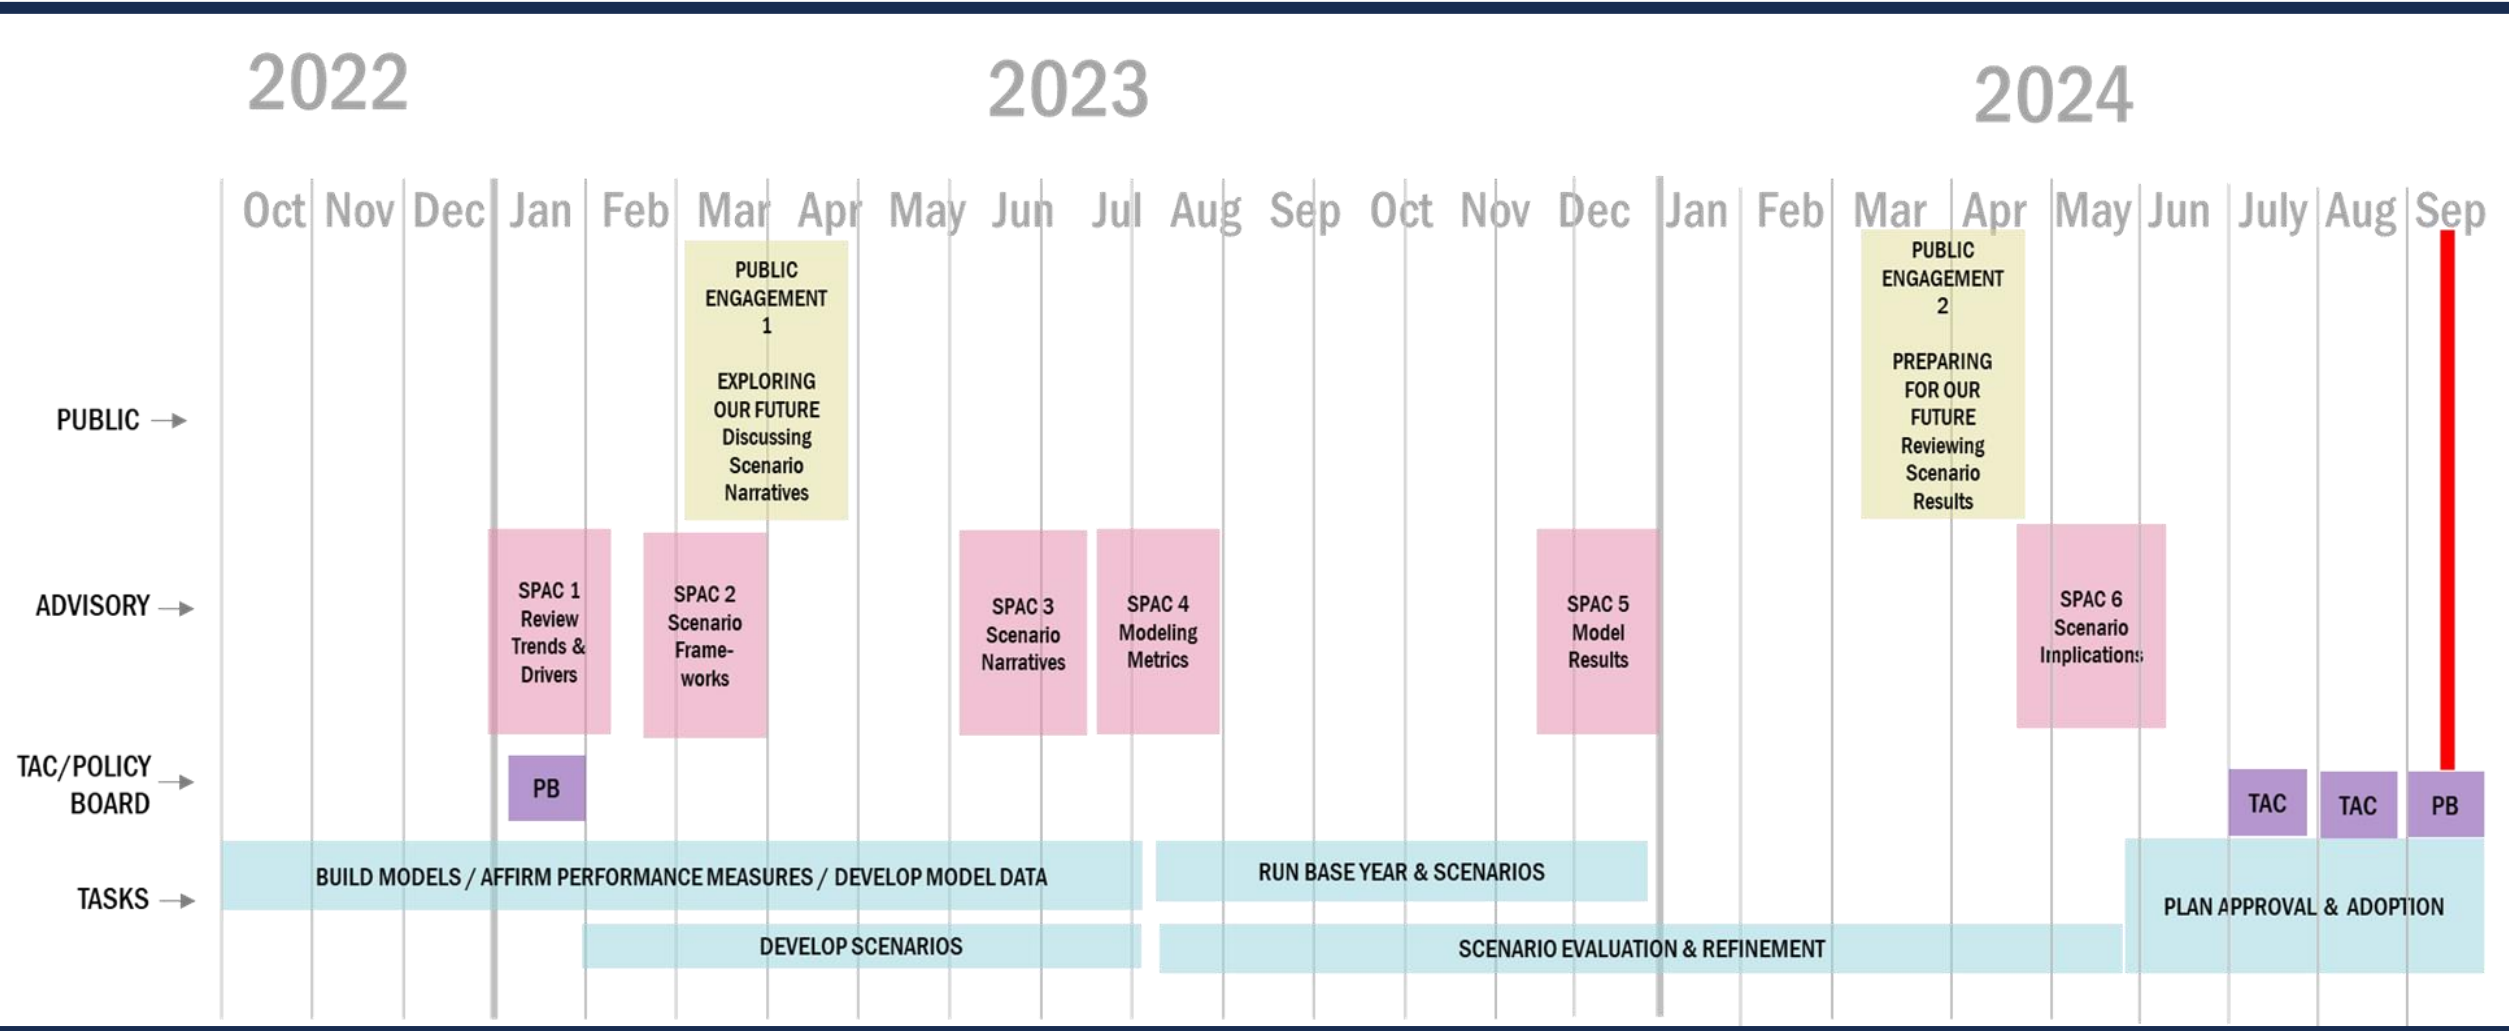 2022
2023
2024
Oct Nov Dec Jan Feb Mar Apr May Jun Jul Aug Sep Oct Nov Dec Jan Feb Mar Apr May Jun July Aug Sep
PUBLIC
PUBLIC
ENGAGEMENT
1
EXPLORING
OUR FUTURE
Discussing
Scenario
Narratives
PUBLIC
ENGAGEMENT
2
PREPARING
FOR OUR
FUTURE
Reviewing
Scenario
Results
ADVISORY
SPAC 1
Review
Trends &
Drivers
SPAC 2
Scenario
Frame-
works
SPAC 3
Scenario
Narratives
SPAC 4
Modeling
Metrics
SPAC 5
Model
Results
SPAC 6
Scenario
Implications
TAC/POLICY
BOARD
PB
TAC
TAC
PB
TASKS
BUILD MODELS / AFFIRM PERFORMANCE MEASURES / DEVELOP MODEL DATA
RUN BASE YEAR & SCENARIOS
PLAN APPROVAL & ADOPTION
DEVELOP SCENARIOS
SCENARIO EVALUATION & REFINEMENT